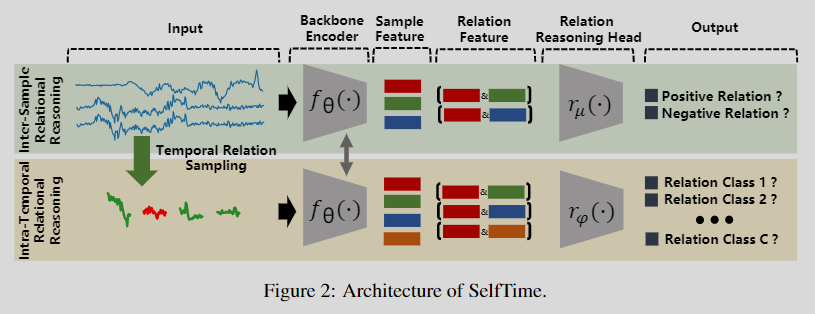 Input
Backbone
Encoder
Sample
Feature
Relation
Feature
Relation
Reasoning Head
Output
Inter-Sample
Relational
Reasoning
fθ(·)
&
&
rμ(·)
Positive Relation ?
Negative Relation ?
Temporal Relation
Sampling
Intra-Temporal
Relational
Reasoning
fθ(·)
&
&
&
rφ(·)
Relation Class 1 ?
Relation Class 2 ?
•••
Relation Class C ?
Figure 2: Architecture of SelfTime.